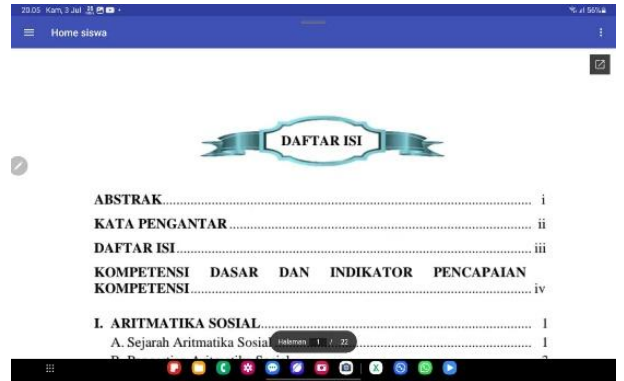 20.05 Kam, 3 Jul
56%
Home siswa
DAFTAR ISI
ABSTRAK.......... i
KATA PENGANTAR.......... ii
DAFTAR ISI.......... iii
KOMPETENSI DASAR DAN INDIKATOR PENCAPAIAN
KOMPETENSI.......... iv
I. ARITMATIKA SOSIAL.......... 1
A. Sejarah Aritmatika Sosial 1
Halaman 1 / 22